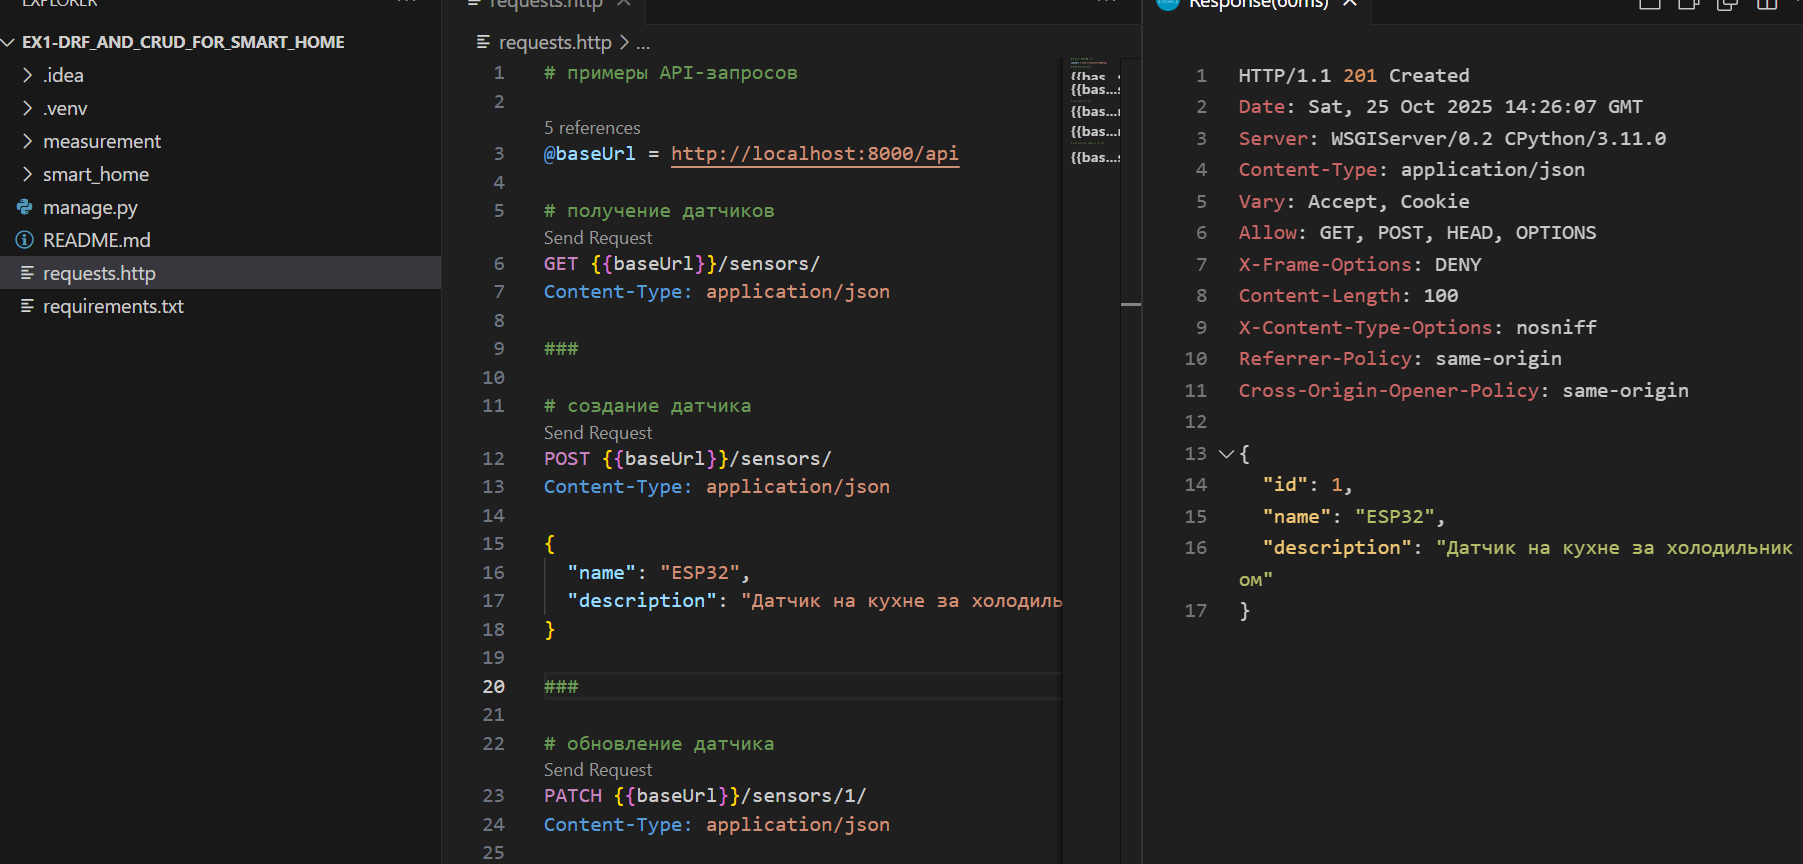 EXPLORER
EX1-DRF_AND_CRUD_FOR_SMART_HOME
.idea
.venv
measurement
smart_home
manage.py
README.md
requests.http
requirements.txt
requests.http
requests.http > ...
1 # примеры API-запросов
2
5 references
3 @baseUrl = http://localhost:8000/api
4
5 # получение датчиков
Send Request
6 GET {{baseUrl}}/sensors/
7 Content-Type: application/json
8
9 ###
10
11 # создание датчика
Send Request
12 POST {{baseUrl}}/sensors/
13 Content-Type: application/json
14
15 {
16 "name": "ESP32",
17 "description": "Датчик на кухне за холодиль
18 }
19
20 ###
21
22 # обновление датчика
Send Request
23 PATCH {{baseUrl}}/sensors/1/
24 Content-Type: application/json
25
{{bas...
{{bas...
{{bas...
{{bas...
{{bas...
Response(60ms)
1 HTTP/1.1 201 Created
2 Date: Sat, 25 Oct 2025 14:26:07 GMT
3 Server: WSGIServer/0.2 CPython/3.11.0
4 Content-Type: application/json
5 Vary: Accept, Cookie
6 Allow: GET, POST, HEAD, OPTIONS
7 X-Frame-Options: DENY
8 Content-Length: 100
9 X-Content-Type-Options: nosniff
10 Referrer-Policy: same-origin
11 Cross-Origin-Opener-Policy: same-origin
12
13 {
14 "id": 1,
15 "name": "ESP32",
16 "description": "Датчик на кухне за холодильник
ом"
17 }